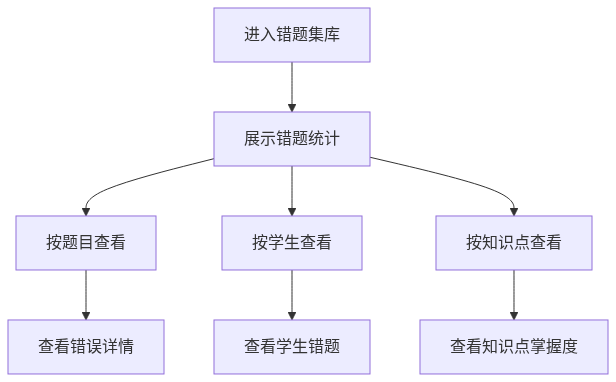 进入错题集库
展示错题统计
按题目查看
按学生查看
按知识点查看
查看错误详情
查看学生错题
查看知识点掌握度